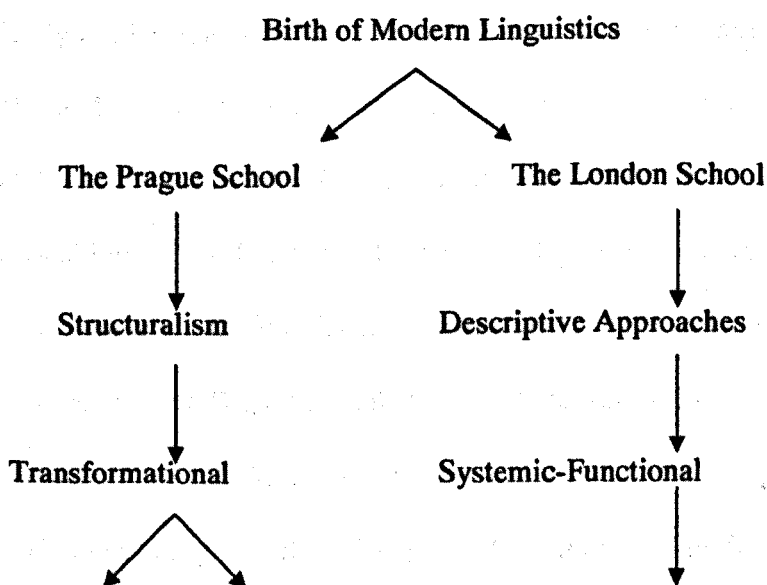 Birth of Modern Linguistics
The Prague School
The London School
Structuralism
Descriptive Approaches
Transformational
Systemic-Functional